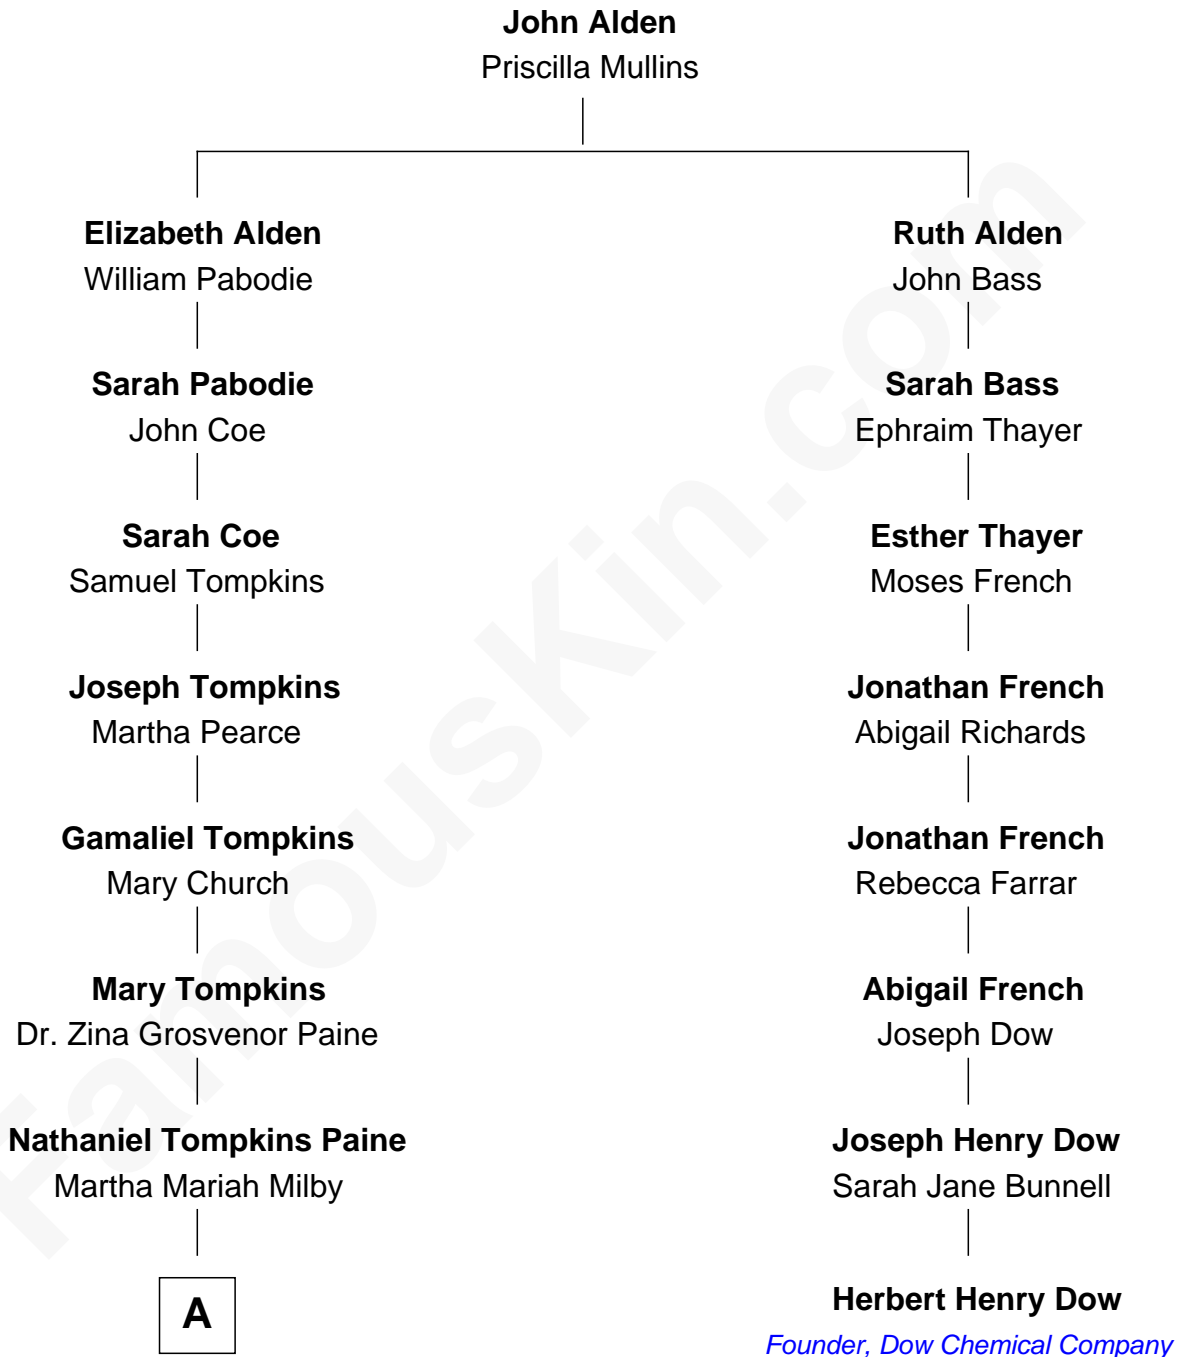 John Alden
Priscilla Mullins
Elizabeth Alden
William Pabodie
Sarah Pabodie
John Coe
Sarah Coe
Samuel Tompkins
Joseph Tompkins
Martha Pearce
Gamaliel Tompkins
Mary Church
Mary Tompkins
Dr. Zina Grosvenor Paine
Nathaniel Tompkins Paine
Martha Mariah Milby
A
Ruth Alden
John Bass
Sarah Bass
Ephraim Thayer
Esther Thayer
Moses French
Jonathan French
Abigail Richards
Jonathan French
Rebecca Farrar
Abigail French
Joseph Dow
Joseph Henry Dow
Sarah Jane Bunnell
Herbert Henry Dow
Founder, Dow Chemical Company
FamousKin.com